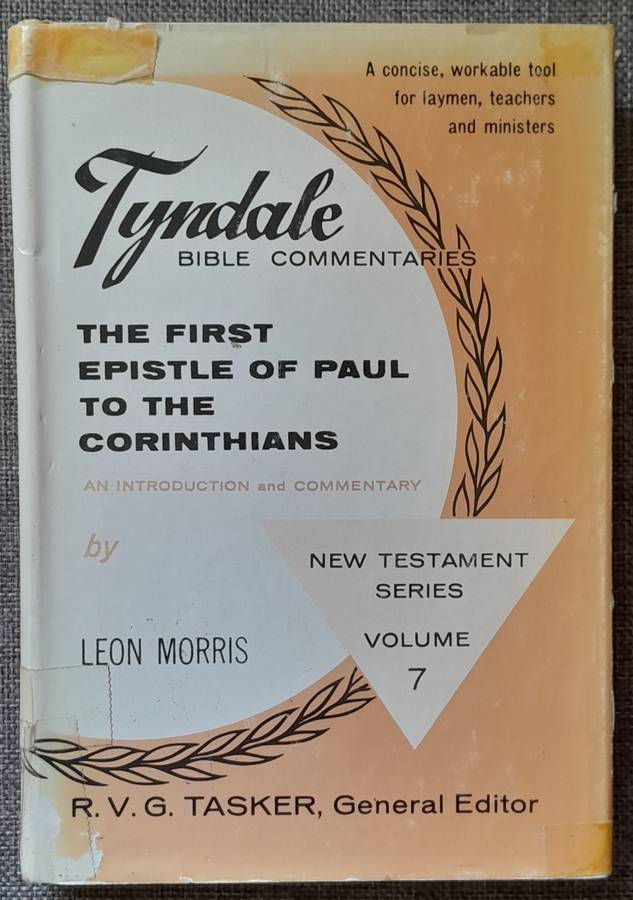 A concise, workable tool
for laymen, teachers
and ministers
Tyndale
BIBLE COMMENTARIES
THE FIRST
EPISTLE OF PAUL
TO THE
CORINTHIANS
AN INTRODUCTION and COMMENTARY
by
LEON MORRIS
NEW TESTAMENT
SERIES
VOLUME
7
R. V. G. TASKER, General Editor